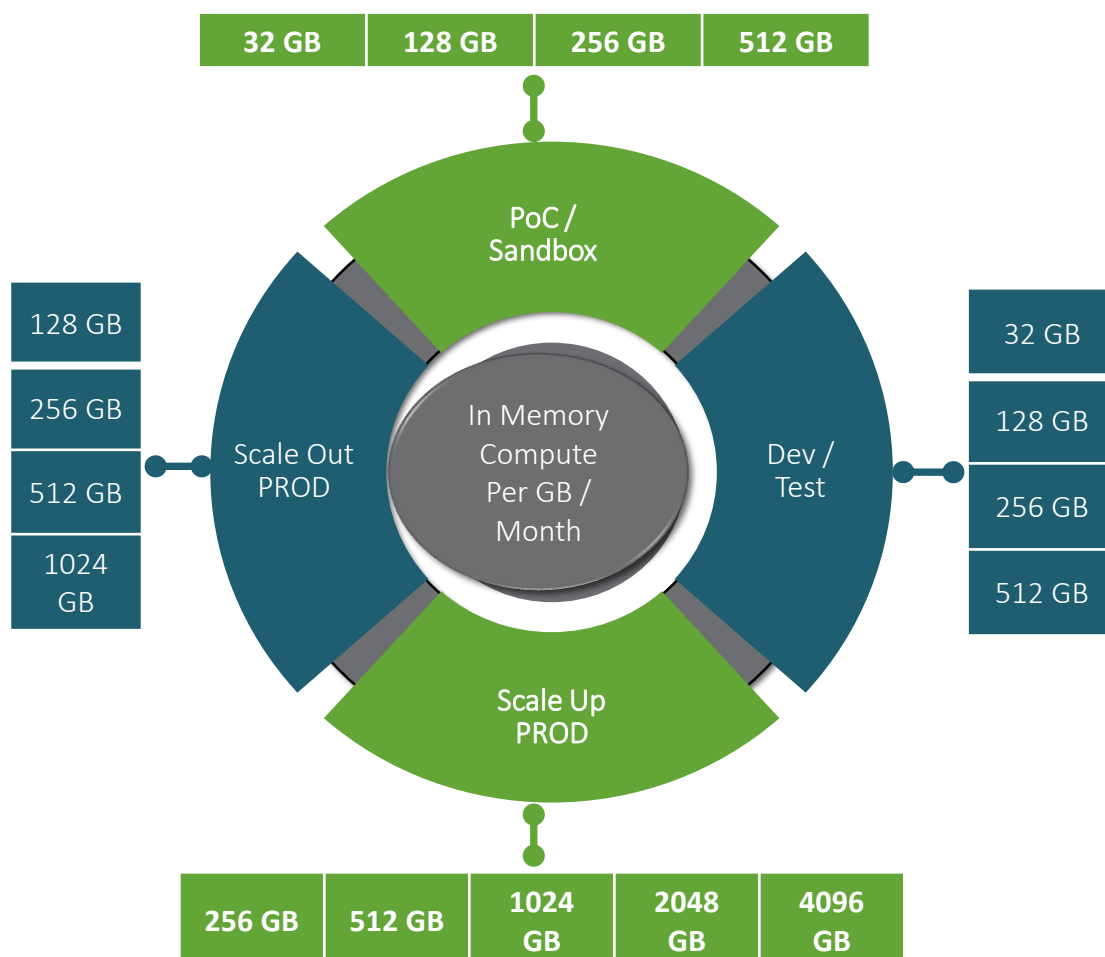 32 GB
128 GB
256 GB
512 GB
PoC /
Sandbox
128 GB
256 GB
512 GB
1024
GB
Scale Out
PROD
In Memory
Compute
Per GB /
Month
Dev /
Test
32 GB
128 GB
256 GB
512 GB
Scale Up
PROD
256 GB
512 GB
1024
GB
2048
GB
4096
GB